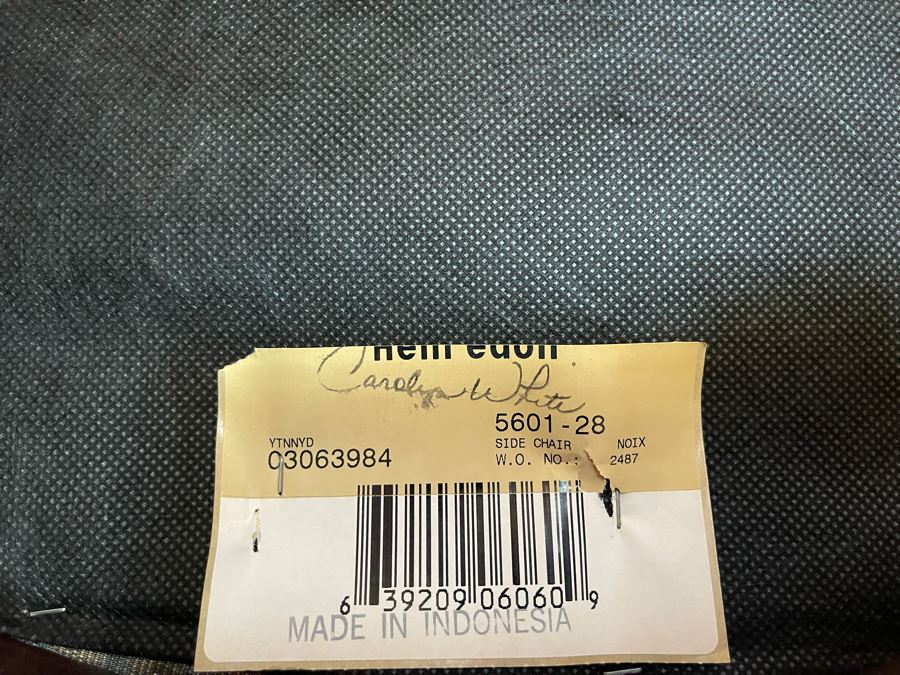 Henredon
Carolyn White
5601-28
YTNNYD SIDE CHAIR NOIX
03063984 W.O. NO.: 2487
6 39209 06060 9
MADE IN INDONESIA